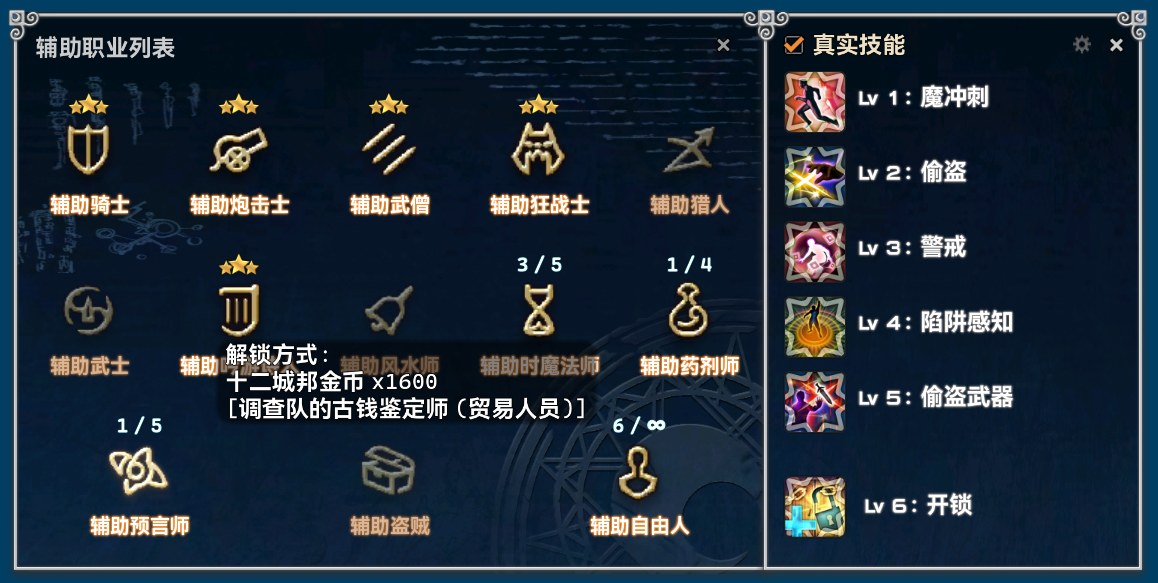 辅助职业列表
辅助骑士 辅助炮击士 辅助武僧 辅助狂战士 辅助猎人
3/5 1/4
辅助武士 辅助 辅助风水师 辅助时魔法师 辅助药剂师
解锁方式：
十二城邦金币 x1600
[调查队的古钱鉴定师（贸易人员）]
1/5 6/∞
辅助预言师 辅助盗贼 辅助自由人
真实技能
Lv 1：魔冲刺
Lv 2：偷盗
Lv 3：警戒
Lv 4：陷阱感知
Lv 5：偷盗武器
Lv 6：开锁